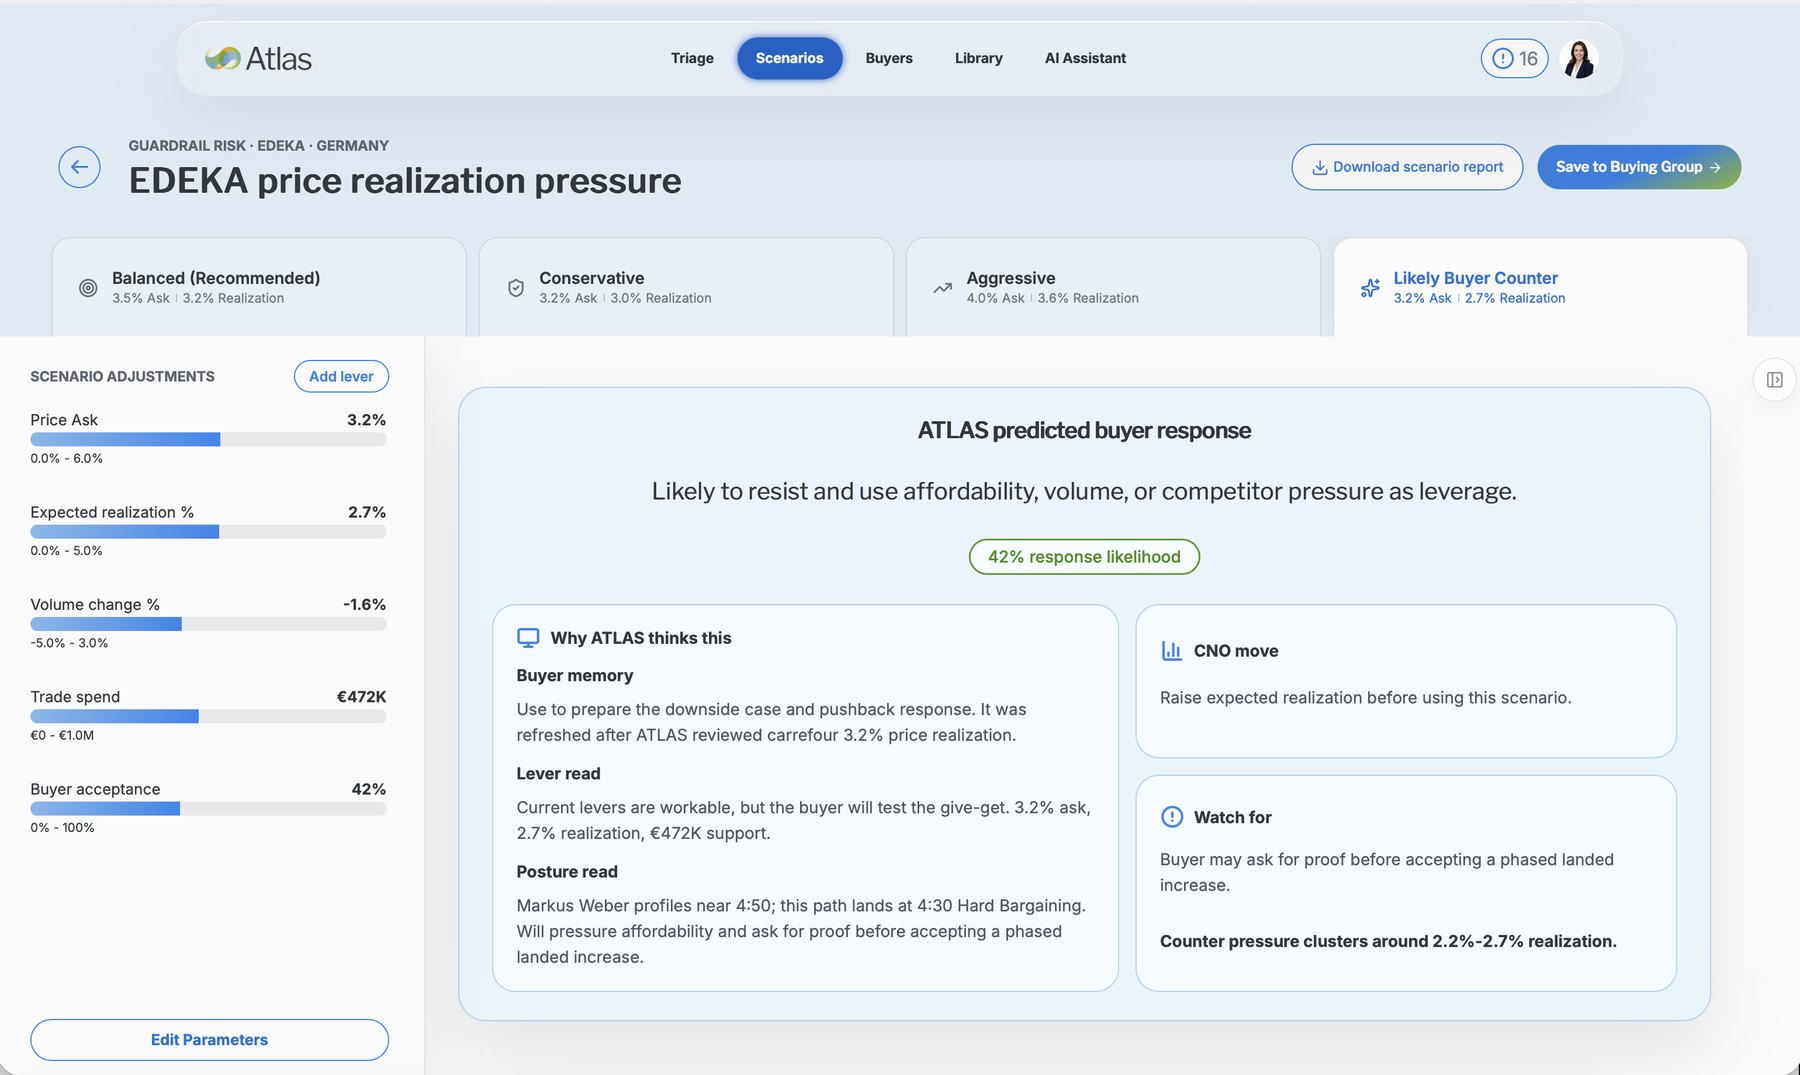 Atlas
Triage
Scenarios
Buyers
Library
AI Assistant
16
GUARDRAIL RISK · EDEKA · GERMANY
EDEKA price realization pressure
Download scenario report
Save to Buying Group →
Balanced (Recommended)
3.5% Ask | 3.2% Realization
Conservative
3.2% Ask | 3.0% Realization
Aggressive
4.0% Ask | 3.6% Realization
Likely Buyer Counter
3.2% Ask | 2.7% Realization
SCENARIO ADJUSTMENTS
Add lever
Price Ask 3.2%
0.0% - 6.0%
Expected realization % 2.7%
0.0% - 5.0%
Volume change % -1.6%
-5.0% - 3.0%
Trade spend €472K
€0 - €1.0M
Buyer acceptance 42%
0% - 100%
Edit Parameters
ATLAS predicted buyer response
Likely to resist and use affordability, volume, or competitor pressure as leverage.
42% response likelihood
Why ATLAS thinks this
Buyer memory
Use to prepare the downside case and pushback response. It was
refreshed after ATLAS reviewed carrefour 3.2% price realization.
Lever read
Current levers are workable, but the buyer will test the give-get. 3.2% ask,
2.7% realization, €472K support.
Posture read
Markus Weber profiles near 4:50; this path lands at 4:30 Hard Bargaining.
Will pressure affordability and ask for proof before accepting a phased
landed increase.
CNO move
Raise expected realization before using this scenario.
Watch for
Buyer may ask for proof before accepting a phased landed
increase.
Counter pressure clusters around 2.2%-2.7% realization.